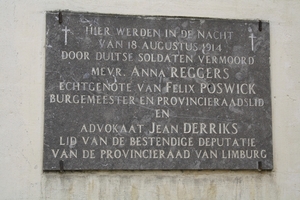 HIER WERDEN IN DE NACHT
VAN 18 AUGUSTUS 1914
DOOR DUITSE SOLDATEN VERMOORD
MEVR. ANNA REGGERS
ECHTGENOTE VAN FELIX POSWICK
BURGEMEESTER EN PROVINCIERAADSLID
EN
ADVOKAAT JEAN DERRIKS
LID VAN DE BESTENDIGE DEPUTATIE
VAN DE PROVINCIERAAD VAN LIMBURG